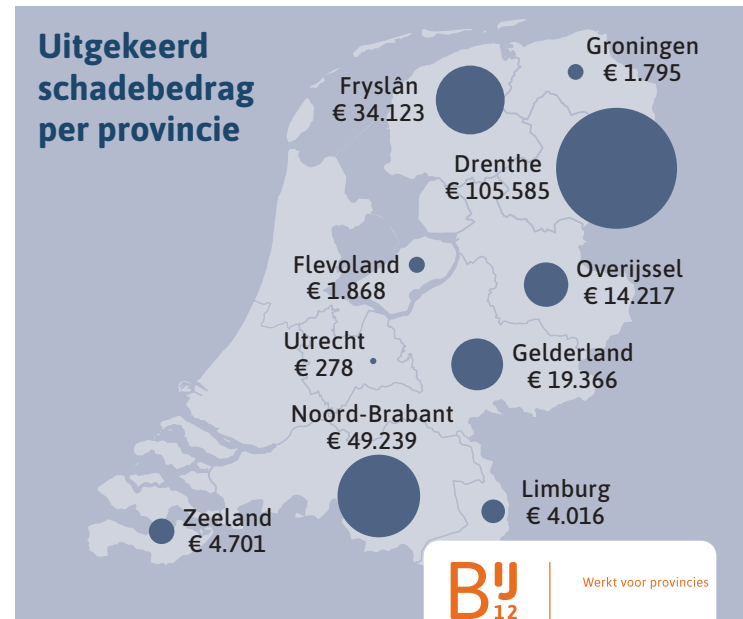 Uitgekeerd
schadebedrag
per provincie
Groningen
€ 1.795
Fryslân
€ 34.123
Drenthe
€ 105.585
Flevoland
€ 1.868
Overijssel
€ 14.217
Utrecht
€ 278
Gelderland
€ 19.366
Noord-Brabant
€ 49.239
Limburg
€ 4.016
Zeeland
€ 4.701
BIJ
12
Werkt voor provincies